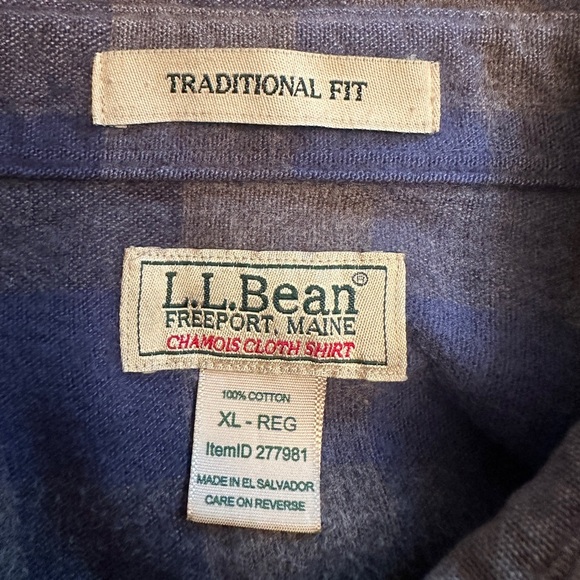 TRADITIONAL FIT
L.L.Bean®
FREEPORT, MAINE
CHAMOIS CLOTH SHIRT
100% COTTON
XL - REG
ItemID 277981
MADE IN EL SALVADOR
CARE ON REVERSE